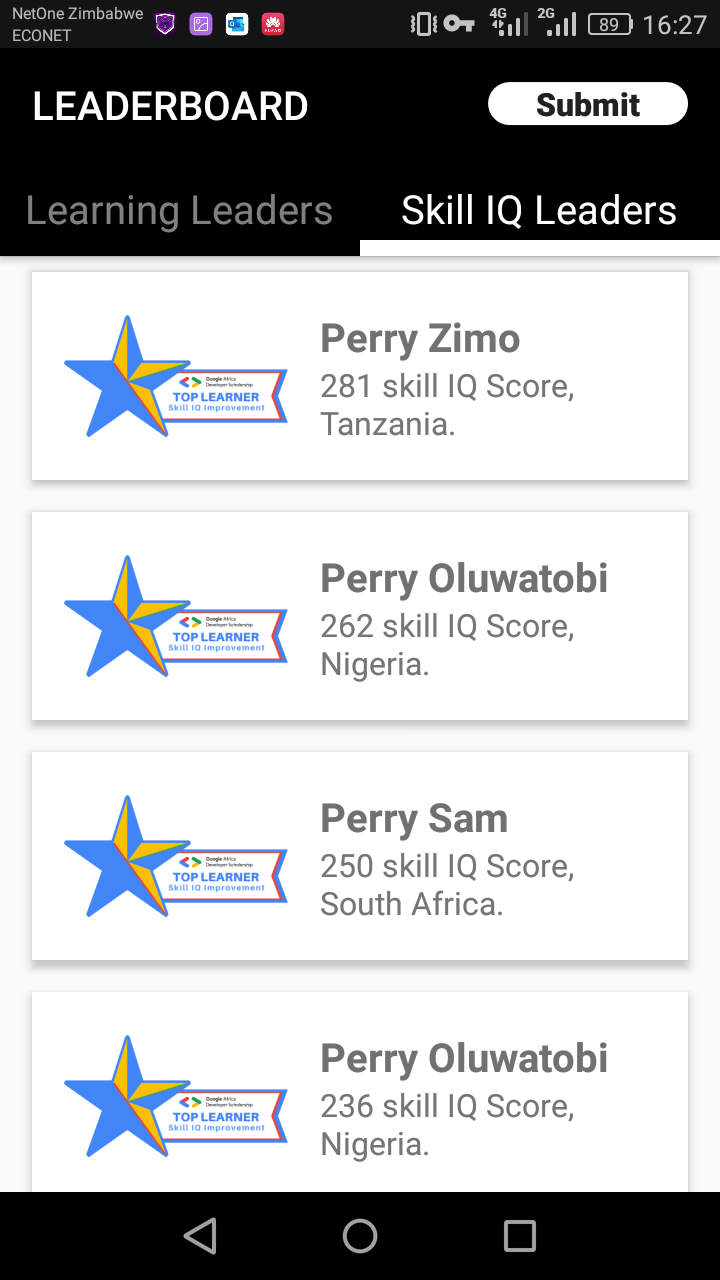 NetOne Zimbabwe
ECONET
4G
2G
89
16:27
LEADERBOARD
Submit
Learning Leaders
Skill IQ Leaders
Google Africa
Developer Scholarship
TOP LEARNER
Skill IQ Improvement
Perry Zimo
281 skill IQ Score,
Tanzania.
Google Africa
Developer Scholarship
TOP LEARNER
Skill IQ Improvement
Perry Oluwatobi
262 skill IQ Score,
Nigeria.
Google Africa
Developer Scholarship
TOP LEARNER
Skill IQ Improvement
Perry Sam
250 skill IQ Score,
South Africa.
Google Africa
Developer Scholarship
TOP LEARNER
Skill IQ Improvement
Perry Oluwatobi
236 skill IQ Score,
Nigeria.